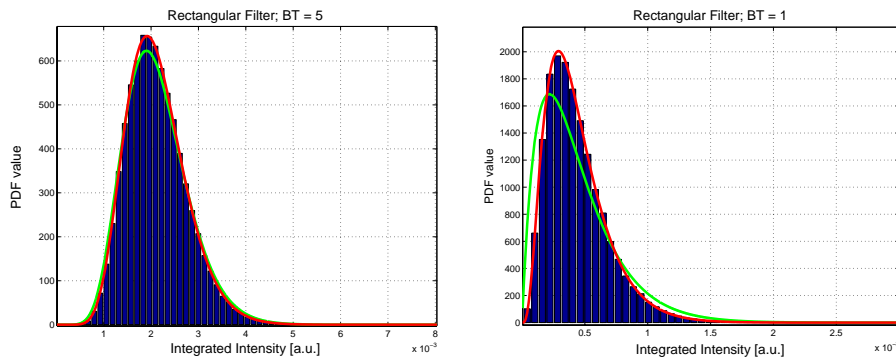 Rectangular Filter; BT = 5
PDF value
600
500
400
300
200
100
0
1 2 3 4 5 6 7 8
x 10⁻³
Integrated Intensity [a.u.]
Rectangular Filter; BT = 1
PDF value
2000
1800
1600
1400
1200
1000
800
600
400
200
0
0.5 1 1.5 2 2.5
Integrated Intensity [a.u.]